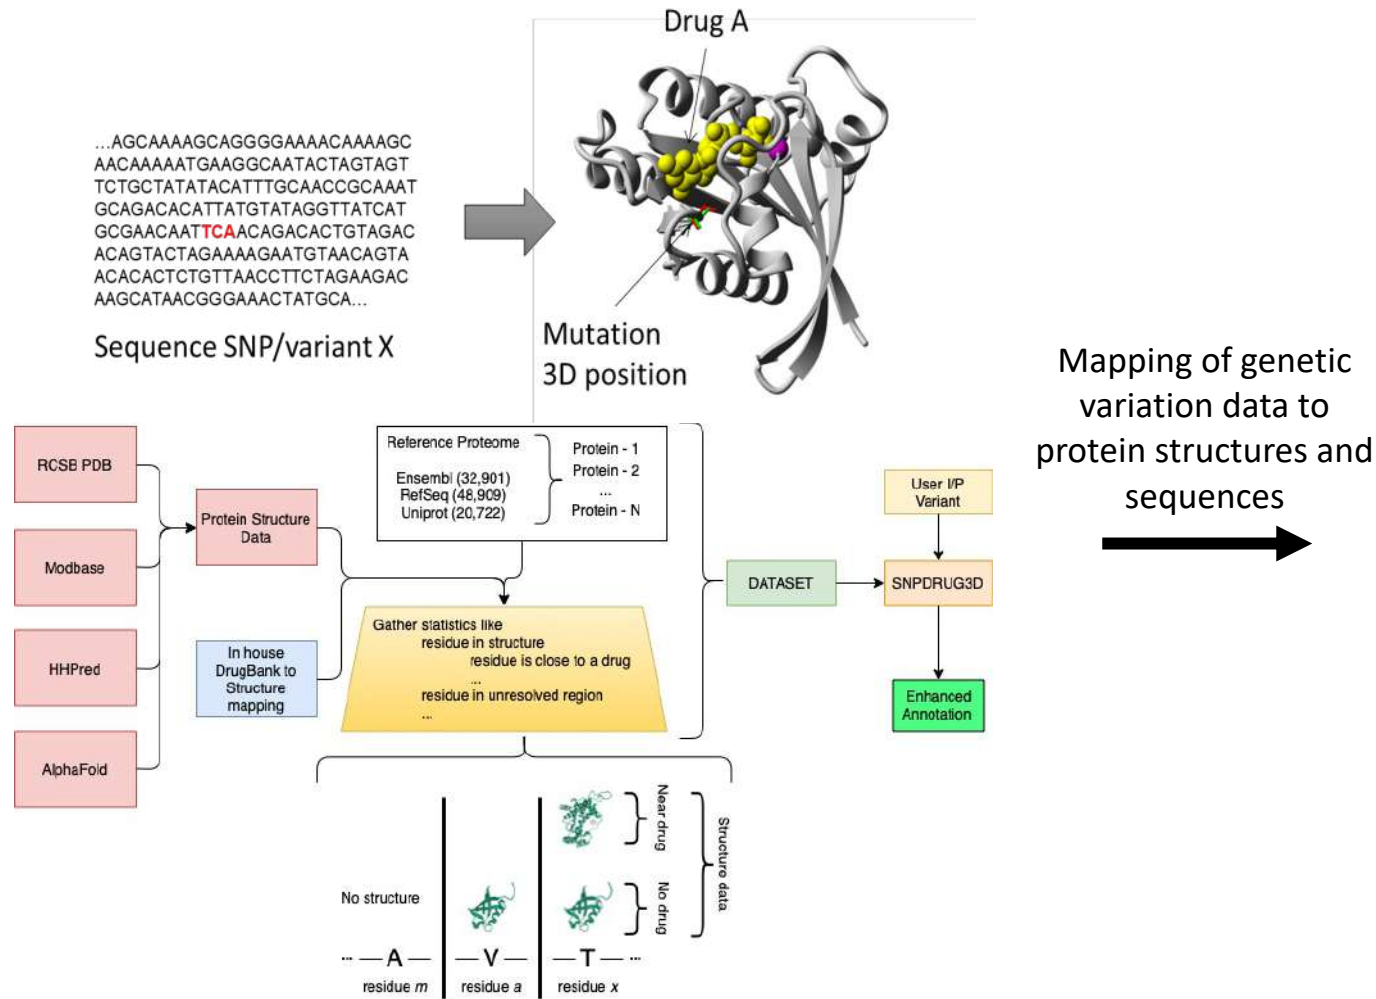 Drug A
...AGCAAAAGCAGGGGAAAACAAAAGC
AACAAAAATGAAGGCAATACTAGTAGT
TCTGCTATATACATTTGCAACCGCAAAT
GCAGACACATTATGTATAGGTTATCAT
GCGAACAATTCAACAGACACTGTAGAC
ACAGTACTAGAAAAGAATGTAACAGTA
ACACACTCTGTTAACCTTCTAGAAGAC
AAGCATAACGGGAAACTATGCA...
Sequence SNP/variant X
Mutation
3D position
Mapping of genetic
variation data to
protein structures and
sequences
RCSB PDB
Modbase
HHPred
AlphaFold
Protein Structure
Data
In house
DrugBank to
Structure
mapping
Reference Proteome
Ensembl (32,901)
RefSeq (48,909)
Uniprot (20,722)
Protein - 1
Protein - 2
...
Protein - N
Gather statistics like
residue in structure
residue is close to a drug
...
residue in unresolved region
...
DATASET
User I/P
Variant
SNPDRUG3D
Enhanced
Annotation
No structure
Near drug
No drug
Structure data
... — A — — V — — T — ...
residue m residue a residue x